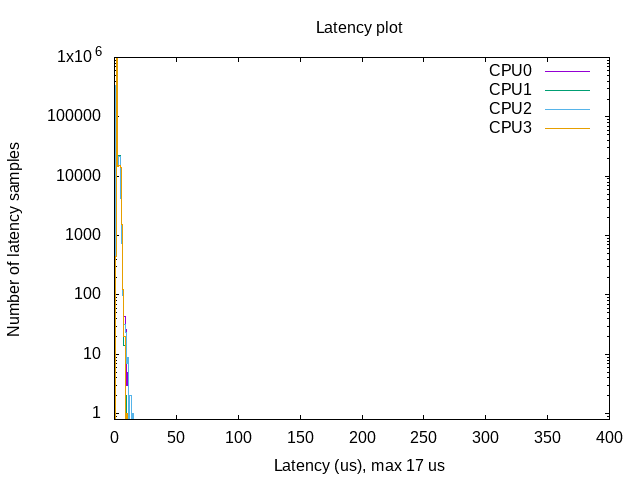 Latency plot
1x10^6
100000
10000
1000
100
10
1
Number of latency samples
CPU0
CPU1
CPU2
CPU3
0 50 100 150 200 250 300 350 400
Latency (us), max 17 us